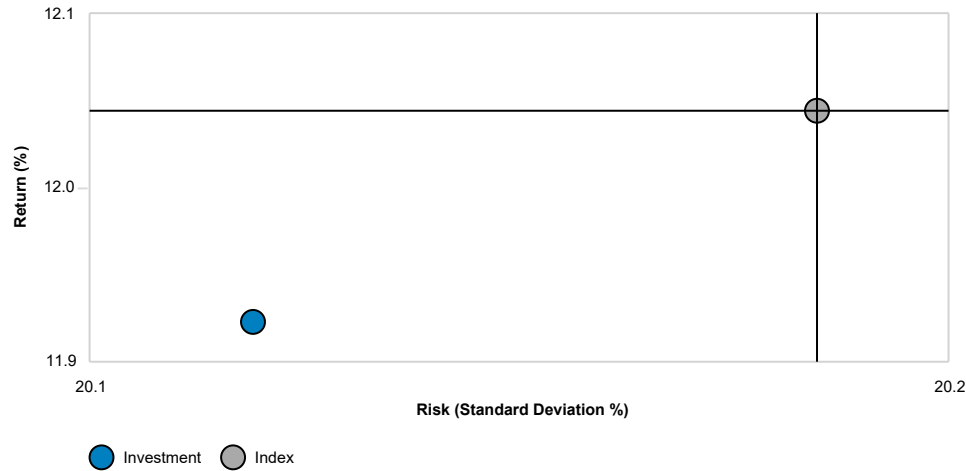 12.1
Return (%)
12.0
11.9
20.1
20.2
Risk (Standard Deviation %)
Investment
Index